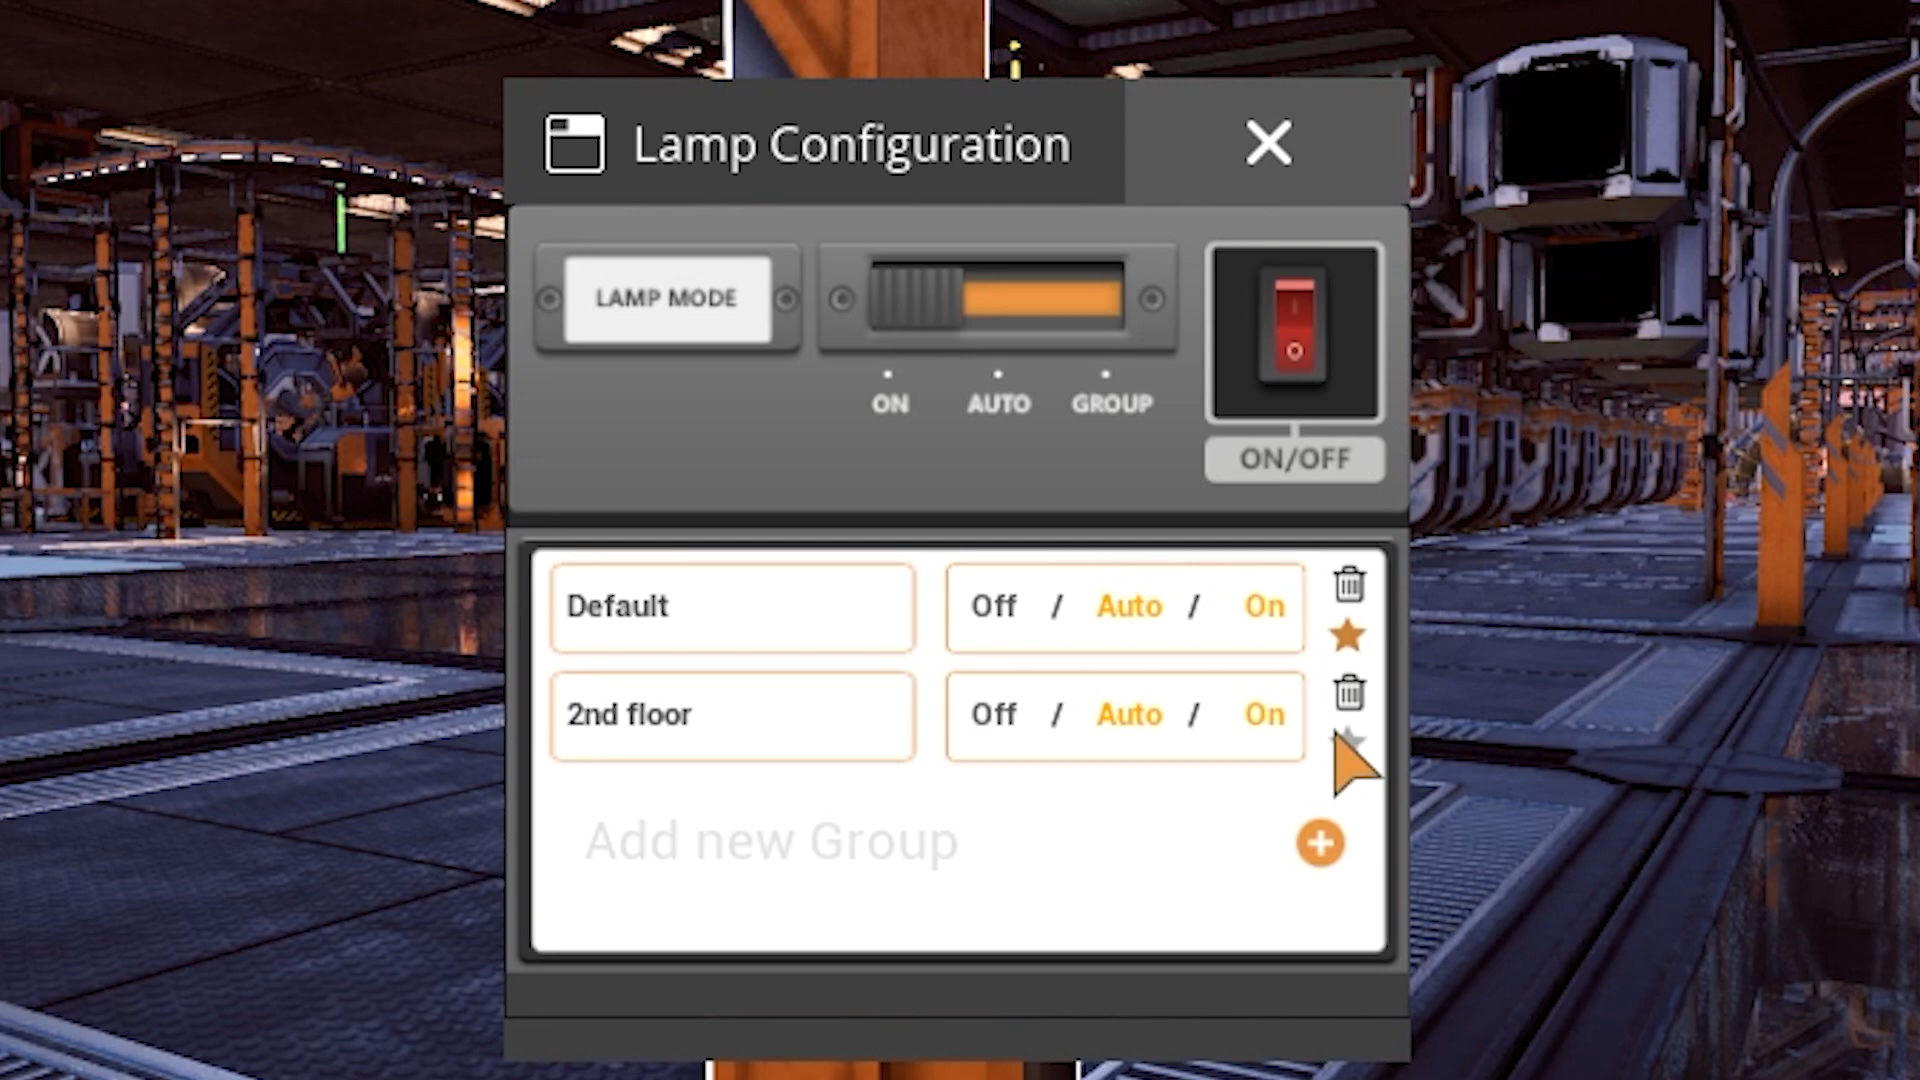 Lamp Configuration
LAMP MODE
ON AUTO GROUP
ON/OFF
Default Off / Auto / On
2nd floor Off / Auto / On
Add new Group